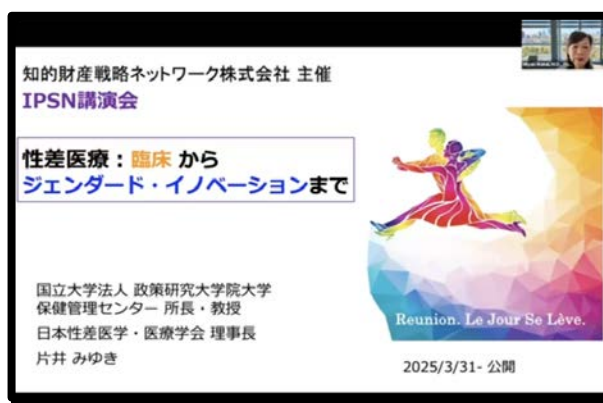 知的財産戦略ネットワーク株式会社 主催
IPSN講演会
性差医療：臨床 から
ジェンダード・イノベーションまで
国立大学法人 政策研究大学院大学
保健管理センター 所長・教授
日本性差医学・医療学会 理事長
片井 みゆき
Reunion. Le Jour Se Lève.
2025/3/31- 公開